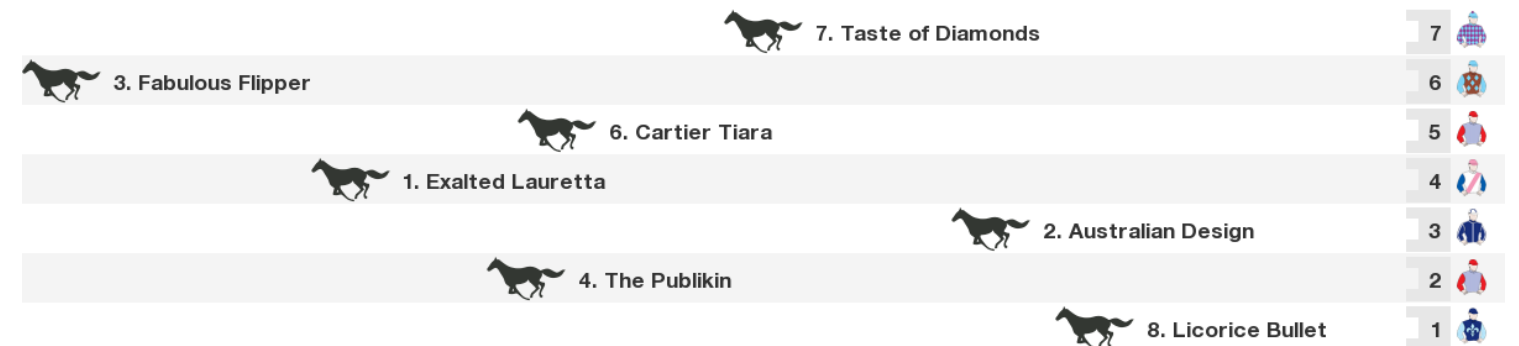 7. Taste of Diamonds 7
3. Fabulous Flipper 6
6. Cartier Tiara 5
1. Exalted Lauretta 4
2. Australian Design 3
4. The Publikin 2
8. Licorice Bullet 1